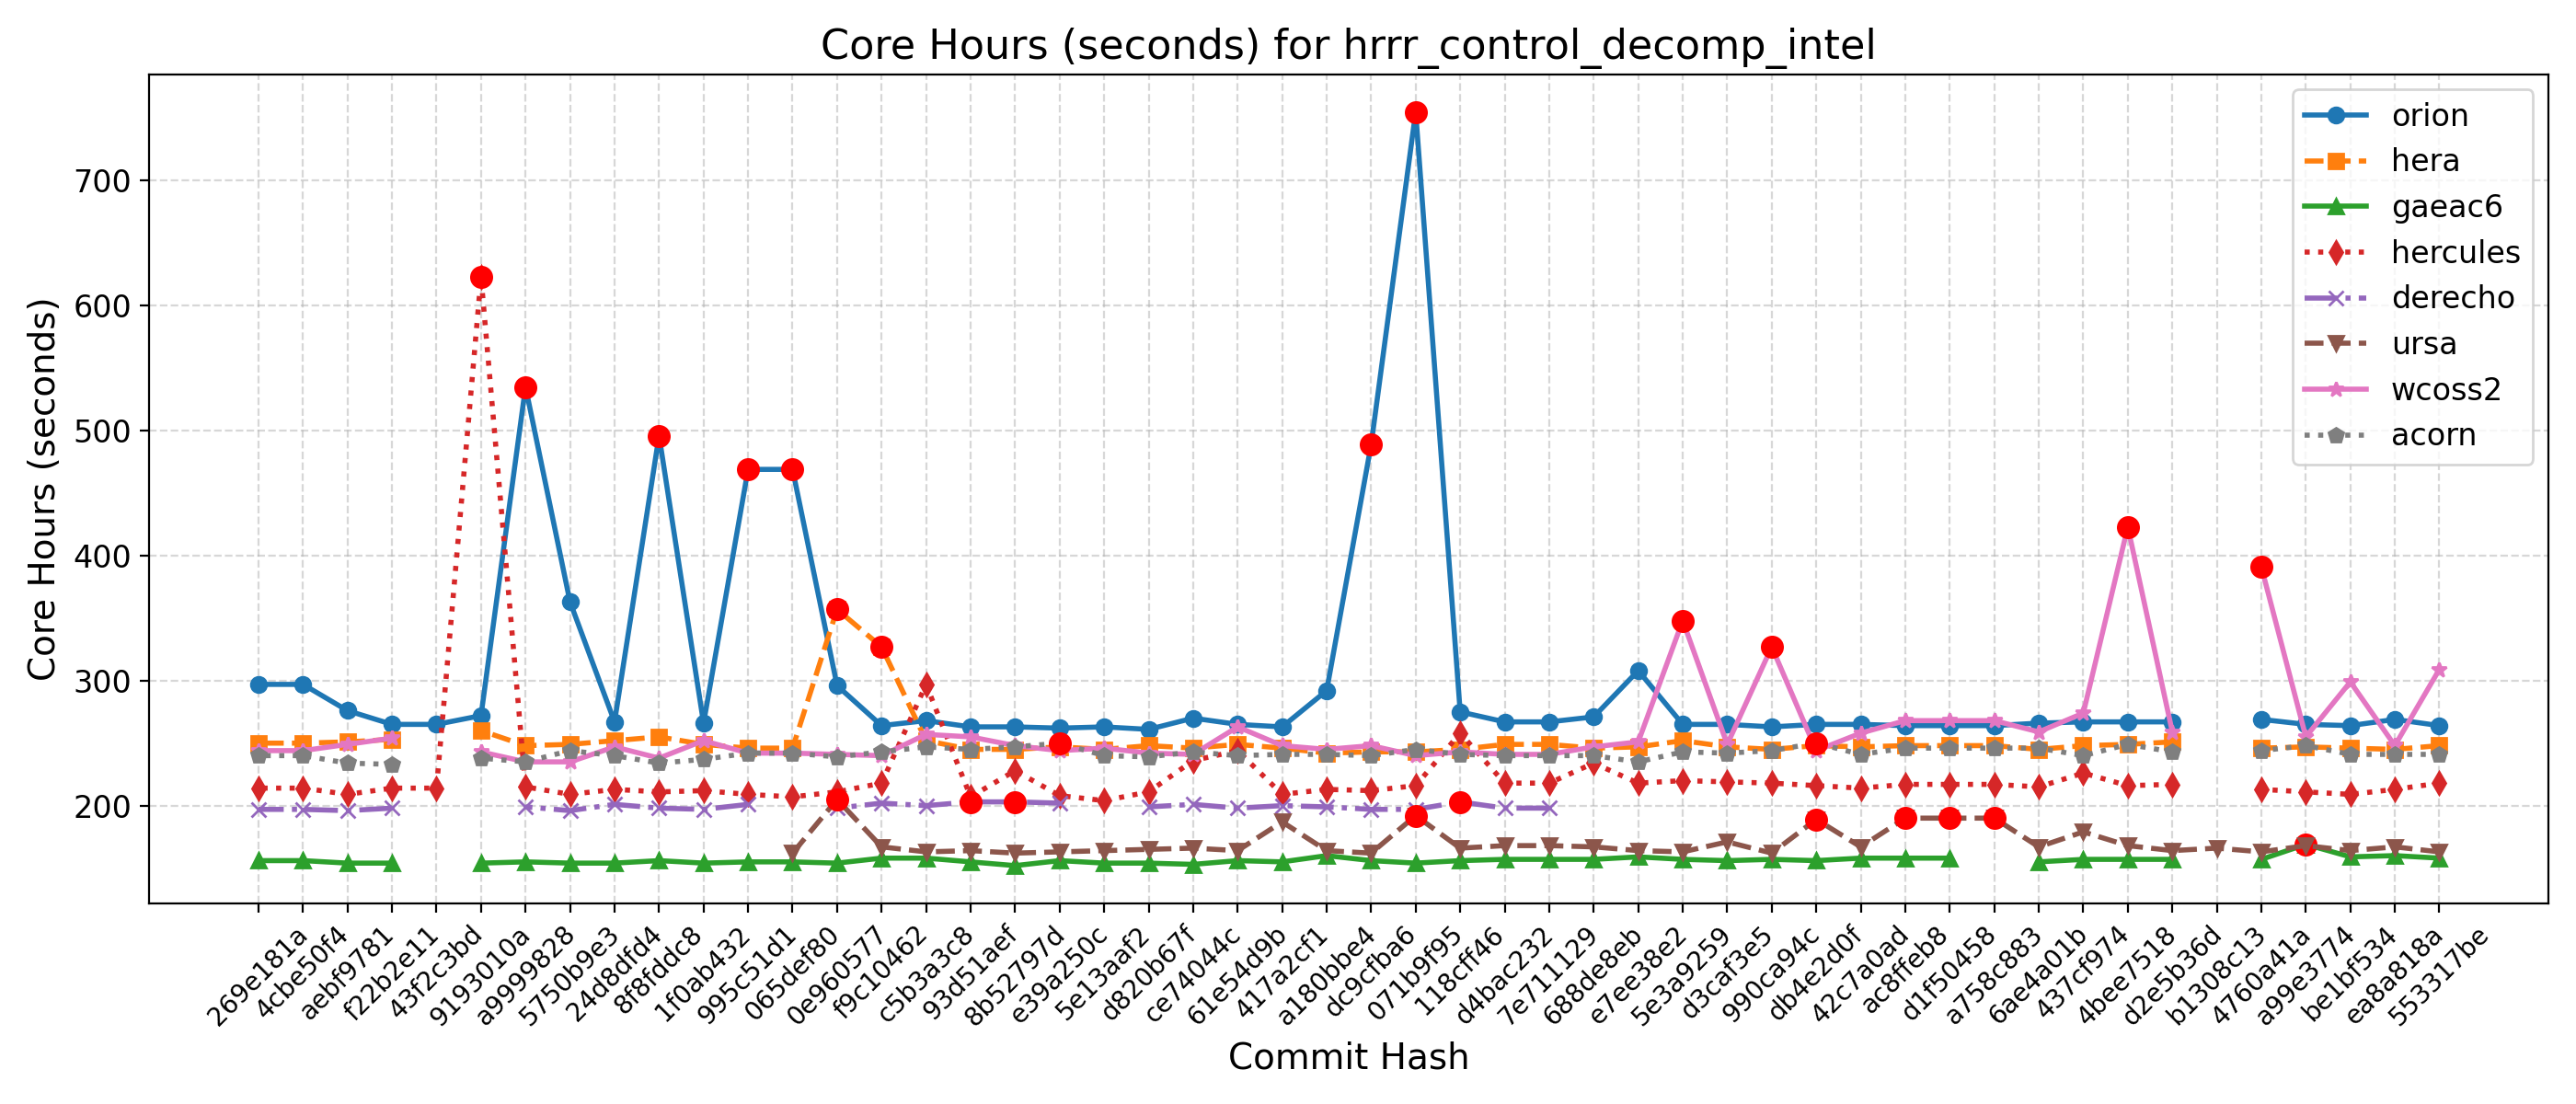 Core Hours (seconds) for hrrr_control_decomp_intel
Core Hours (seconds)
700
600
500
400
300
200
orion
hera
gaeac6
hercules
derecho
ursa
wcoss2
acorn
269e181a
4cbe50f4
aebf9781
f22b2e11
43f2c3bd
9193010a
a9999828
5750b9e3
24d8dfd4
8f8fddc8
1f0ab432
995c51d1
065def80
0e960577
f9c10462
c5b3a3c8
93d51aef
8b52797d
e39a250c
5e13aaf2
d820b67f
ce74044c
61e54d9b
417a2cf1
a180bbe4
dc9cfba6
071b9f95
118cff46
d4bac232
7e711129
688de8eb
e7ee38e2
5e3a9259
d3caf3e5
990ca94c
db4e2d0f
42c7a0ad
ac8ffeb8
d1f50458
a758c883
6ae4a01b
437cf974
4bee7518
d2e5b36d
b1308c13
4760a41a
a99e3774
be1bf534
ea8a818a
553317be
Commit Hash